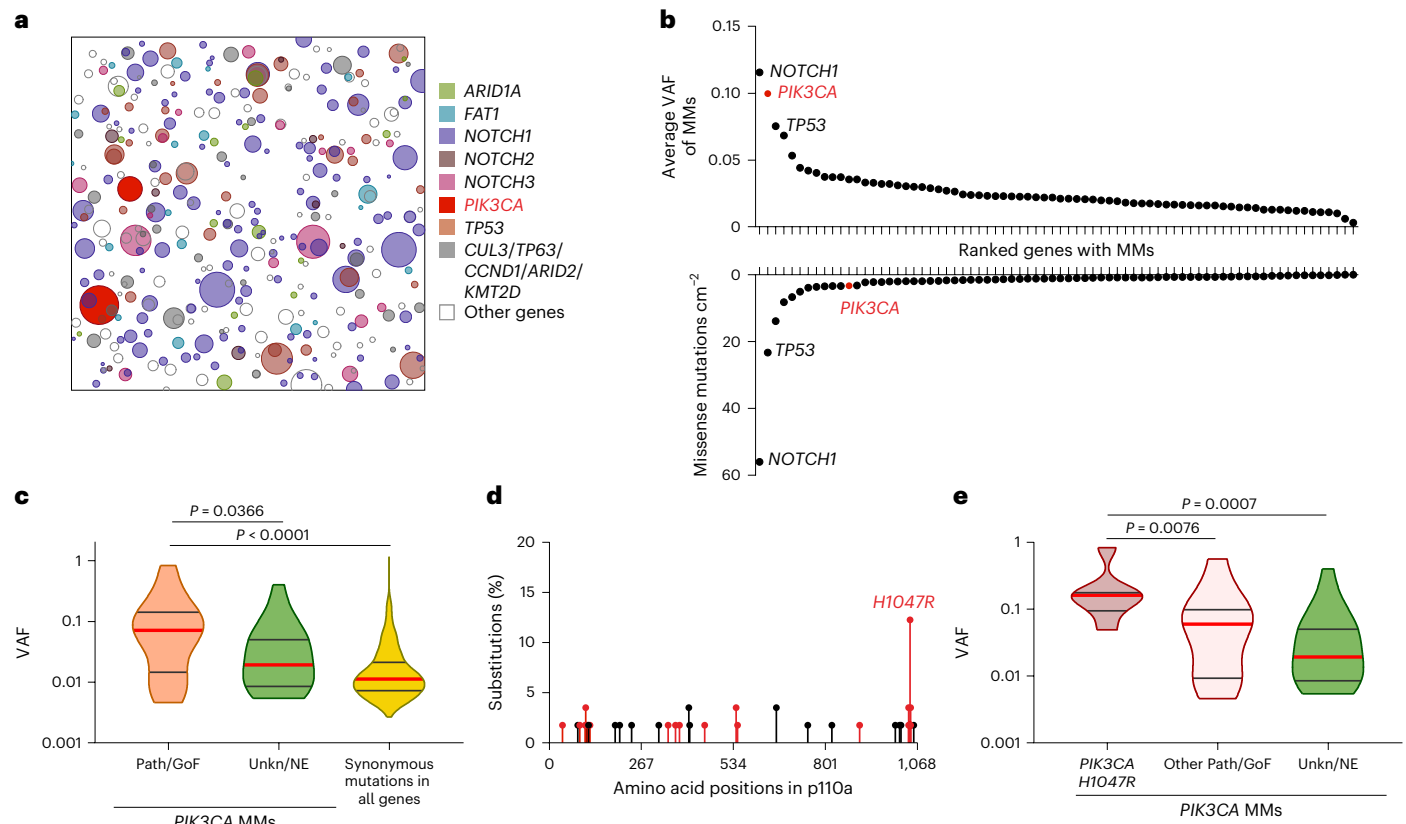 a
ARID1A
FAT1
NOTCH1
NOTCH2
NOTCH3
PIK3CA
TP53
CUL3/TP63/
CCND1/ARID2/
KMT2D
Other genes
b
Average VAF
of MMs
0.15
0.10
0.05
0
NOTCH1
PIK3CA
TP53
Ranked genes with MMs
Missense mutations cm⁻²
0
20
40
60
PIK3CA
TP53
NOTCH1
c
P = 0.0366
P < 0.0001
VAF
1
0.1
0.01
0.001
Path/GoF
Unkn/NE
Synonymous
mutations in
all genes
PIK3CA MMs
d
Substitutions (%)
20
15
10
5
0
H1047R
0
267
534
801
1,068
Amino acid positions in p110a
e
P = 0.0007
P = 0.0076
VAF
1
0.1
0.01
0.001
PIK3CA
H1047R
Other Path/GoF
Unkn/NE
PIK3CA MMs